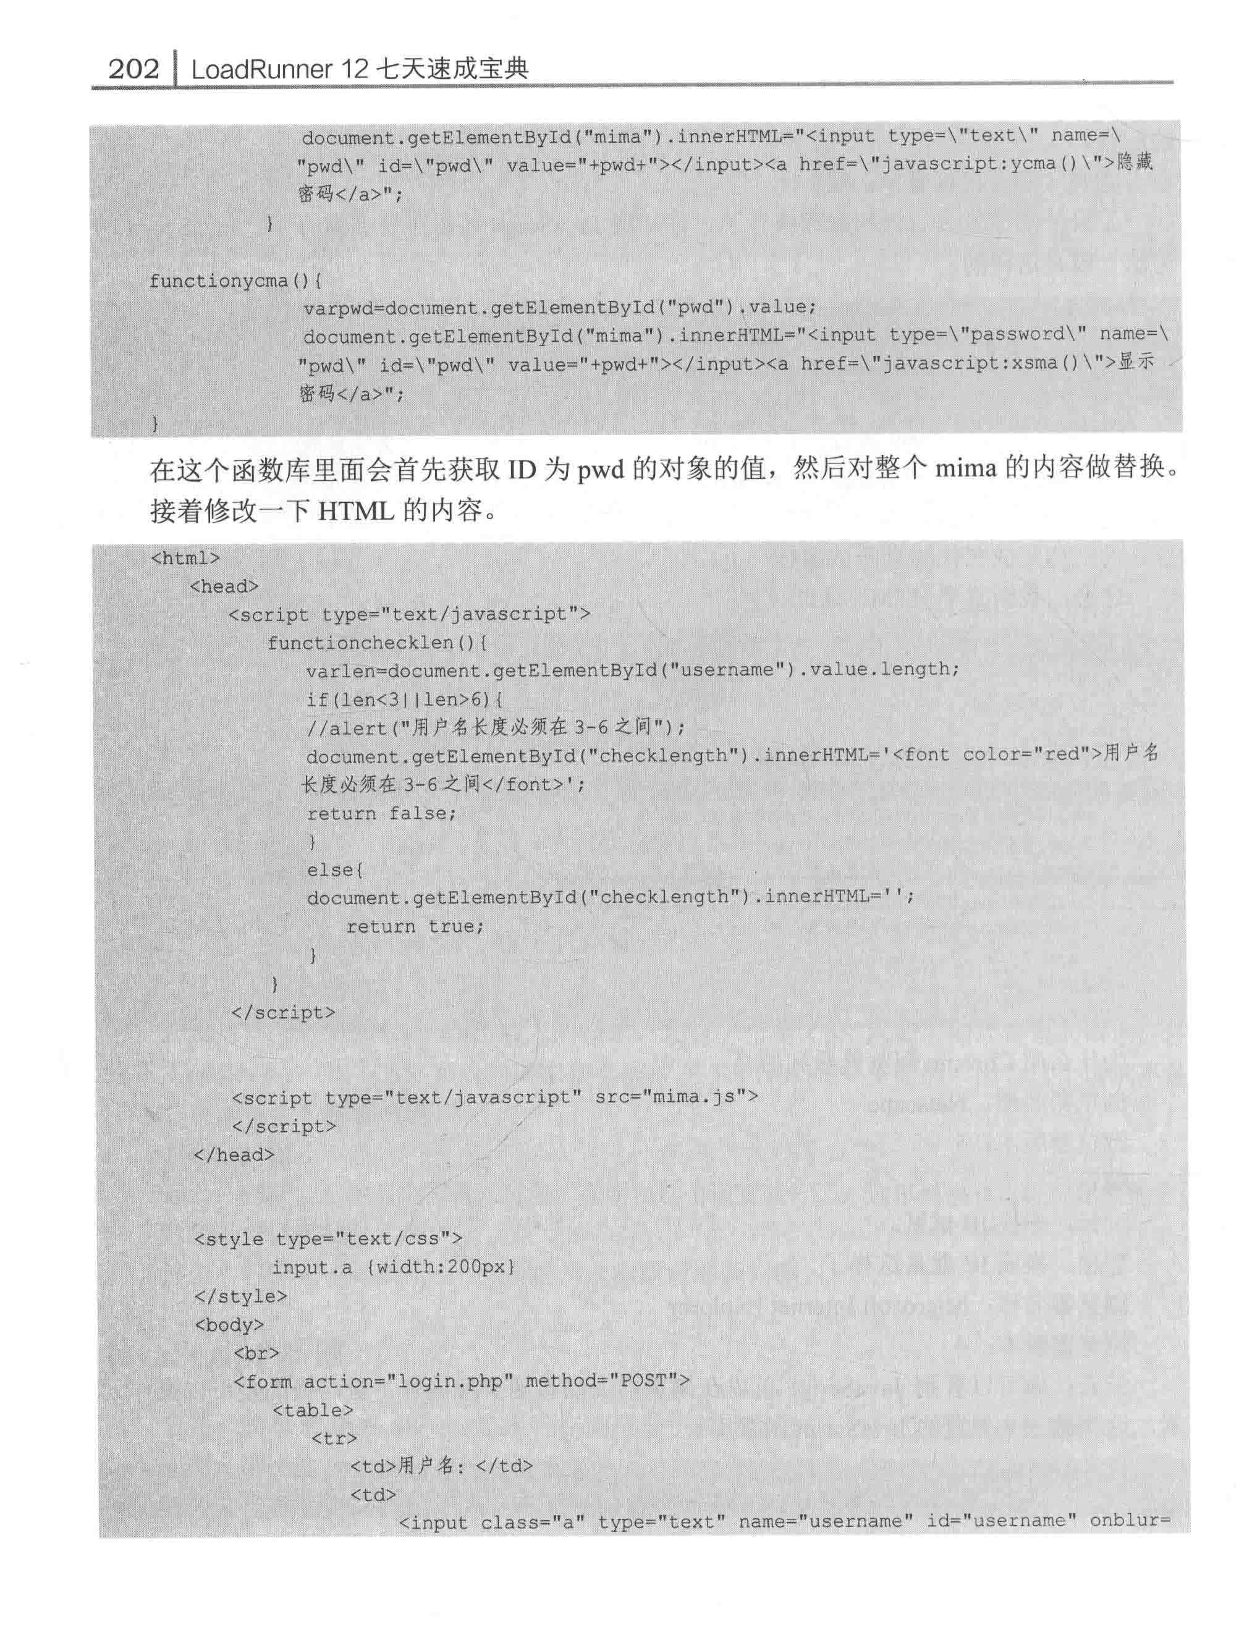 202 LoadRunner 12 七天速成宝典
document.getElementById("mima").innerHTML="<input type=\"text\" name=\
"pwd\" id=\"pwd\" value="+pwd+"></input><a href=\"javascript:ycma()\">隐藏
密码</a>";
}
functionycma(){
varpwd=document.getElementById("pwd").value;
document.getElementById("mima").innerHTML="<input type=\"password\" name=\
"pwd\" id=\"pwd\" value="+pwd+"></input><a href=\"javascript:xsma()\">显示
密码</a>";
}
在这个函数库里面会首先获取 ID 为 pwd 的对象的值，然后对整个 mima 的内容做替换。
接着修改一下 HTML 的内容。
<html>
<head>
<script type="text/javascript">
functionchecklen(){
varlen=document.getElementById("username").value.length;
if(len<3||len>6){
//alert("用户名长度必须在 3-6 之间");
document.getElementById("checklength").innerHTML='<font color="red">用户名
长度必须在 3-6 之间</font>';
return false;
}
else{
document.getElementById("checklength").innerHTML='';
return true;
}
}
</script>
<script type="text/javascript" src="mima.js">
</script>
</head>
<style type="text/css">
input.a {width:200px}
</style>
<body>
<br>
<form action="login.php" method="POST">
<table>
<tr>
<td>用户名: </td>
<td>
<input class="a" type="text" name="username" id="username" onblur=